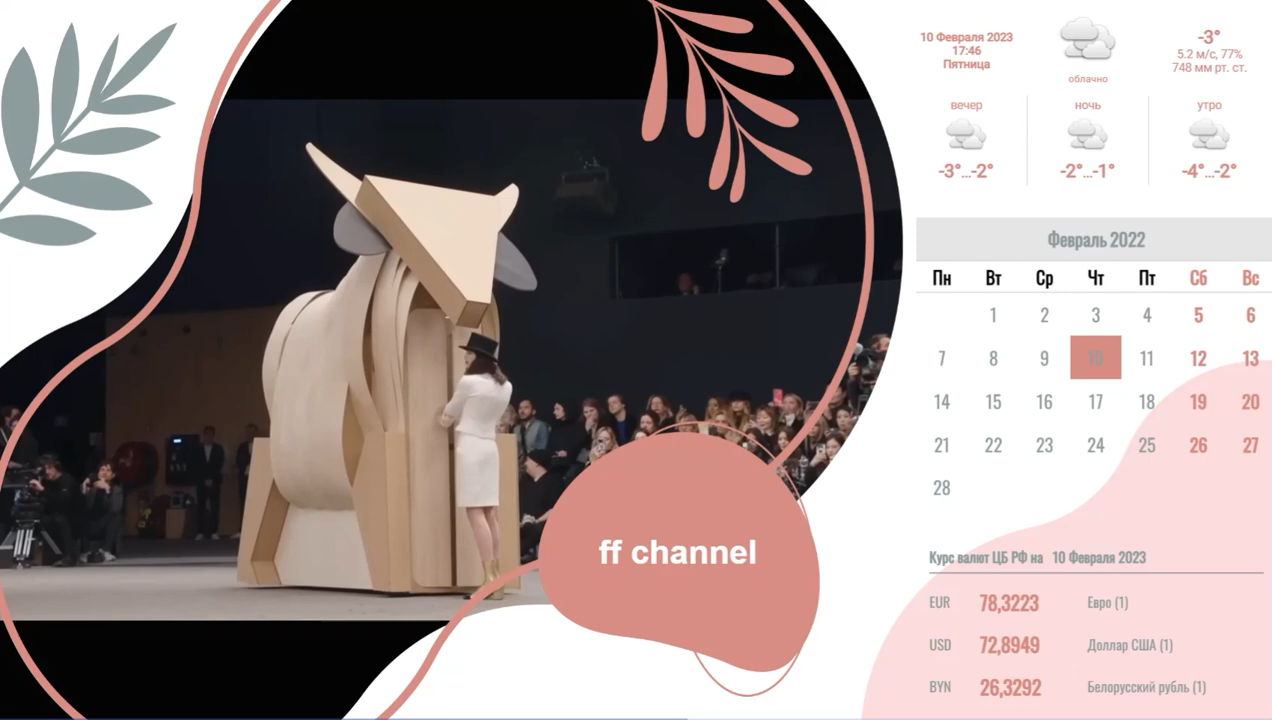 10 Февраля 2023
17:46
Пятница
облачно
-3°
5.2 м/с, 77%
748 мм рт. ст.
вечер
ночь
утро
-3°...-2°
-2°...-1°
-4°...-2°
Февраль 2022
Пн Вт Ср Чт Пт Сб Вс
1 2 3 4 5 6
7 8 9 10 11 12 13
14 15 16 17 18 19 20
21 22 23 24 25 26 27
28
ff channel
Курс валют ЦБ РФ на 10 Февраля 2023
EUR 78,3223 Евро (1)
USD 72,8949 Доллар США (1)
BYN 26,3292 Белорусский рубль (1)